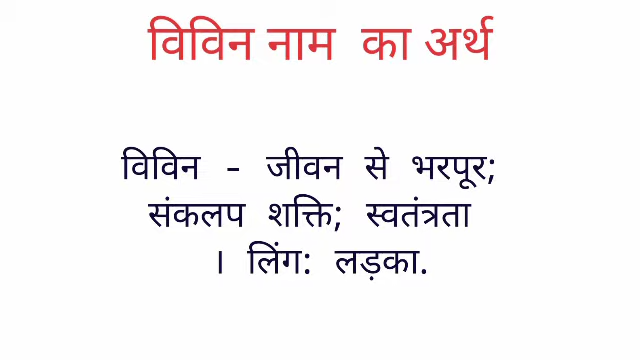 विविन नाम का अर्थ
विविन - जीवन से भरपूर;
संकलप शक्ति; स्वतंत्रता
। लिंग: लड़का.